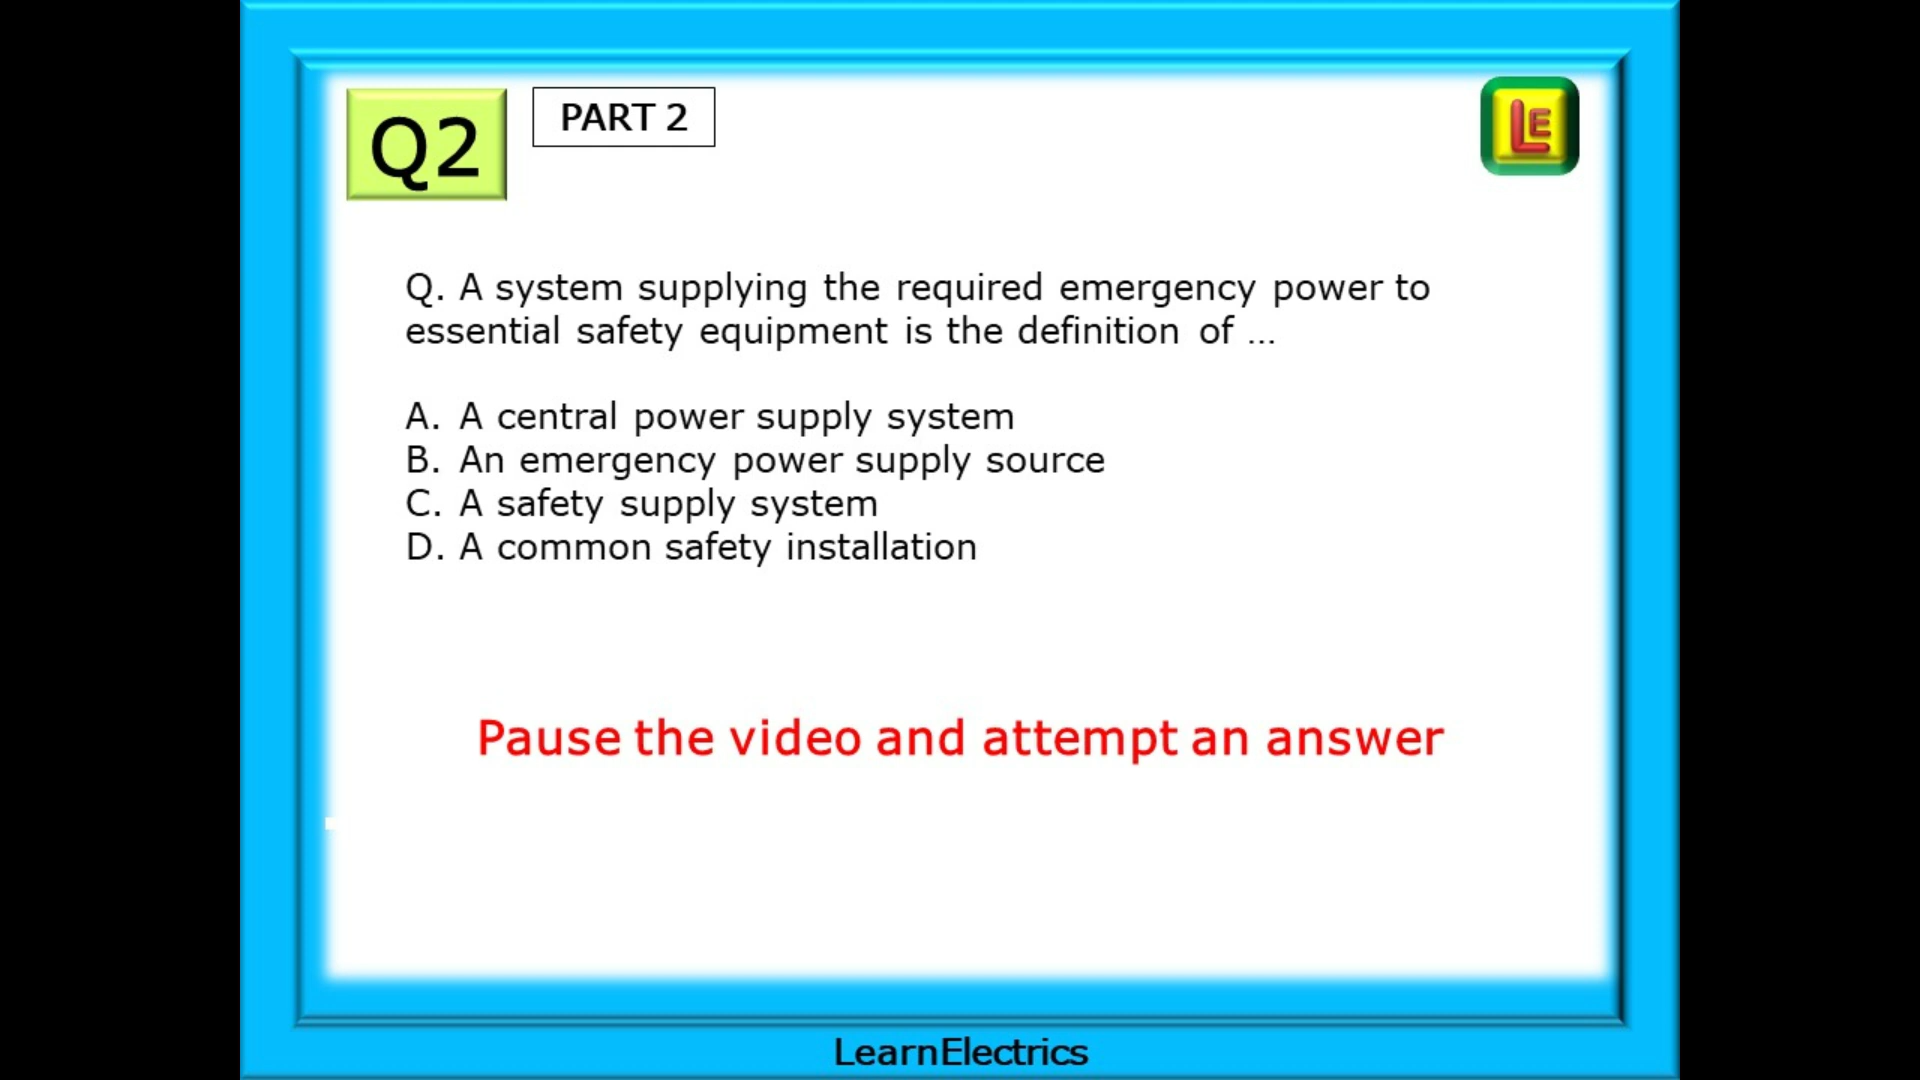 Q2
PART 2
LE
Q. A system supplying the required emergency power to
essential safety equipment is the definition of ...
A. A central power supply system
B. An emergency power supply source
C. A safety supply system
D. A common safety installation
Pause the video and attempt an answer
LearnElectrics